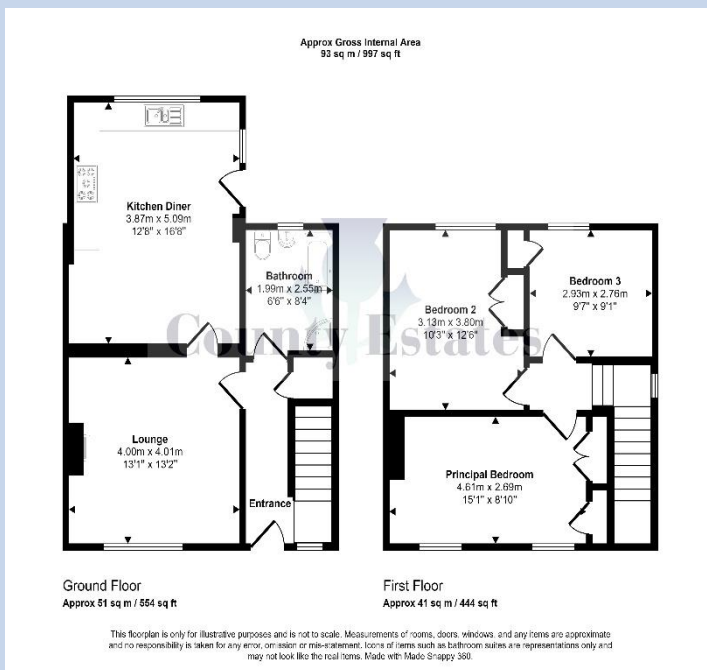 Approx Gross Internal Area
93 sq m / 997 sq ft
Kitchen Diner
3.87m x 5.09m
12'8" x 16'8"
Bathroom
1.99m x 2.55m
6'6" x 8'4"
Bedroom 2
3.13m x 3.80m
10'3" x 12'6"
Bedroom 3
2.93m x 2.76m
9'7" x 9'1"
County Estates
Lounge
4.00m x 4.01m
13'1" x 13'2"
Principal Bedroom
4.61m x 2.69m
15'1" x 8'10"
Entrance
Ground Floor
Approx 51 sq m / 554 sq ft
First Floor
Approx 41 sq m / 444 sq ft
This floorplan is only for illustrative purposes and is not to scale. Measurements of rooms, doors, windows, and any items are approximate
and no responsibility is taken for any error, omission or mis-statement. Icons of items such as bathroom suites are representations only and
may not look like the real items. Made with Made Snappy 360.